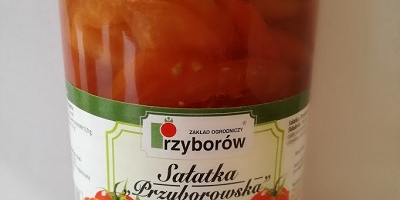 ZAKŁAD OGRODNICZY
Przyborów
Sałatka
„Przyborowska”